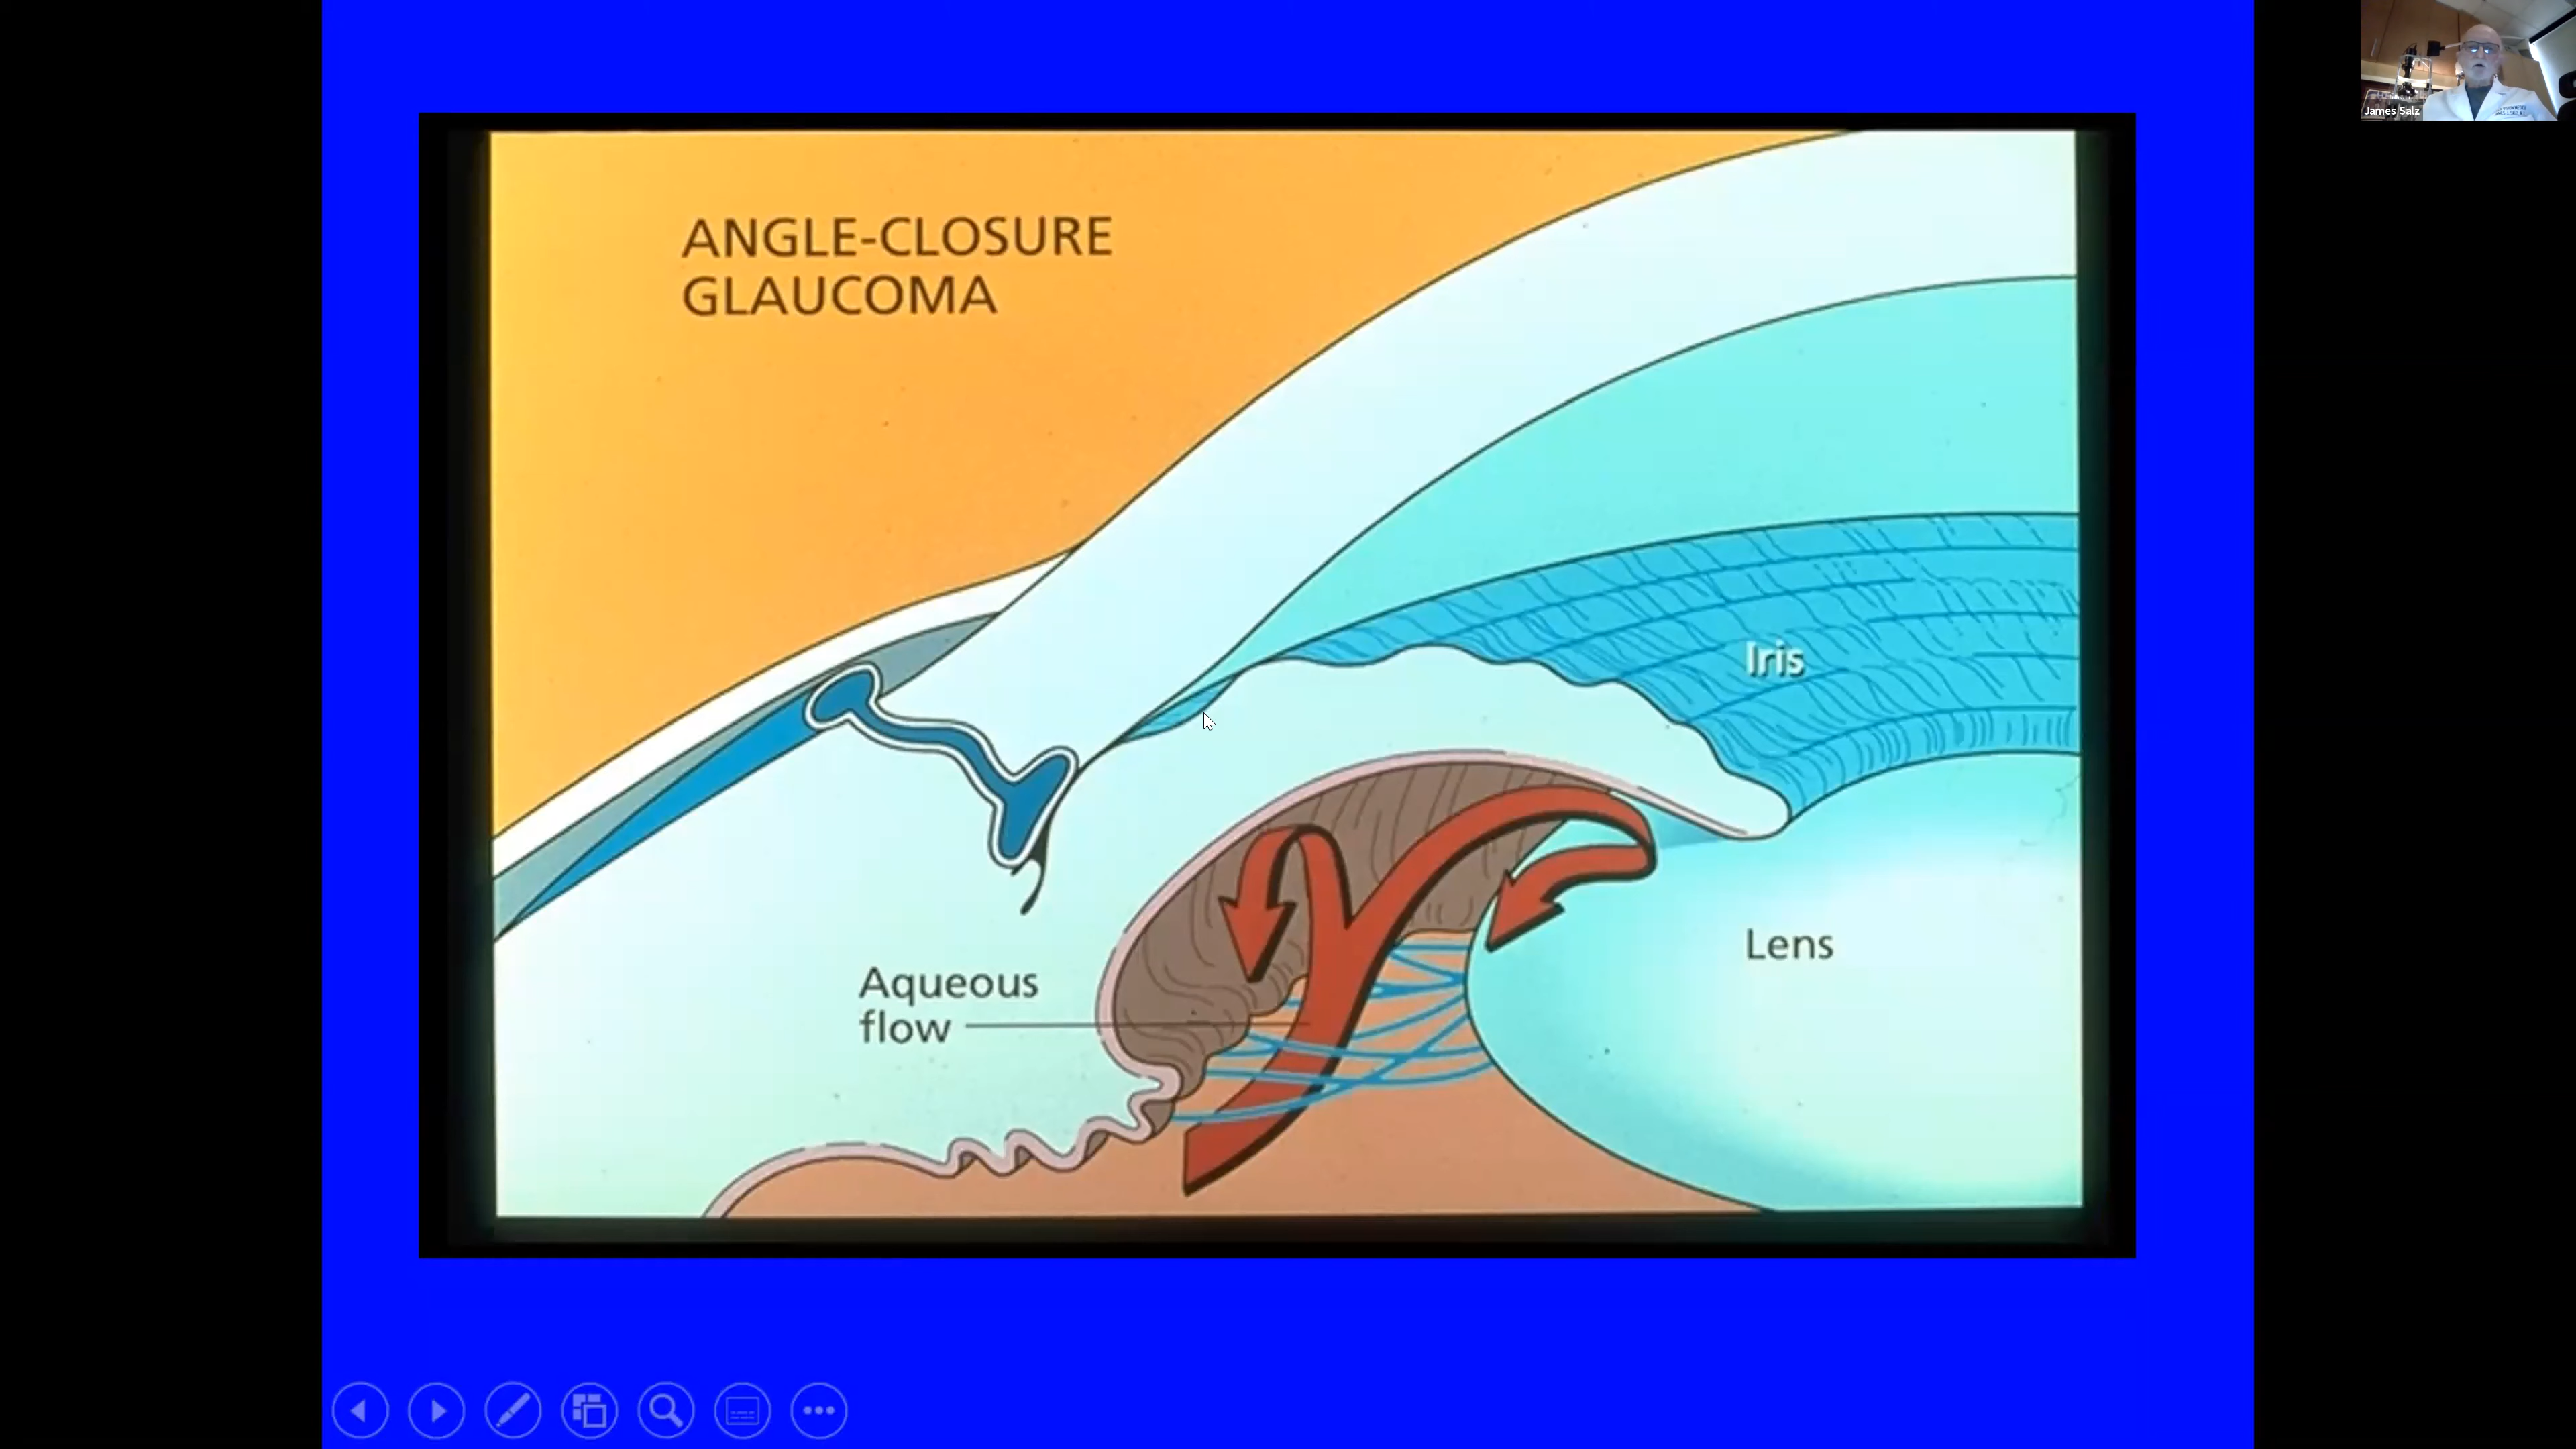 ANGLE-CLOSURE
GLAUCOMA
Iris
Lens
Aqueous
flow
James Salz